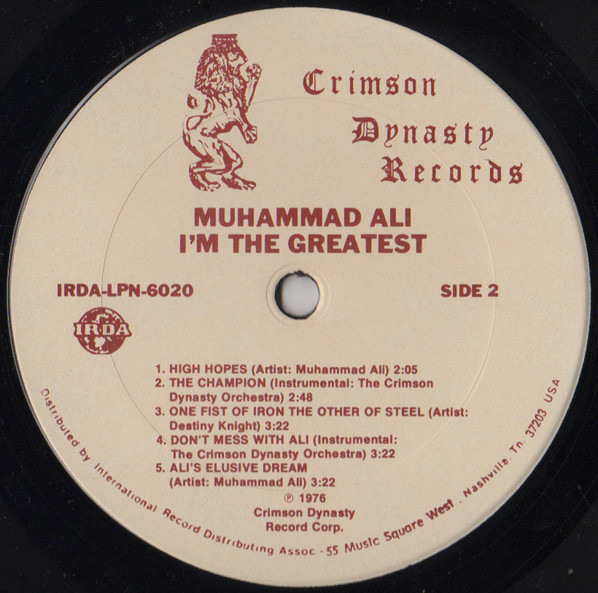 Crimson
Dynasty
Records
MUHAMMAD ALI
I'M THE GREATEST
IRDA-LPN-6020
SIDE 2
IRDA
1. HIGH HOPES (Artist: Muhammad Ali) 2:05
2. THE CHAMPION (Instrumental: The Crimson
Dynasty Orchestra) 2:48
3. ONE FIST OF IRON THE OTHER OF STEEL (Artist:
Destiny Knight) 3:22
4. DON'T MESS WITH ALI (Instrumental:
The Crimson Dynasty Orchestra) 3:22
5. ALI'S ELUSIVE DREAM
(Artist: Muhammad Ali) 3:22
℗ 1976
Crimson Dynasty
Record Corp.
Distributed by International Record Distributing Assoc · 55 Music Square West · Nashville, Tn 37203 USA